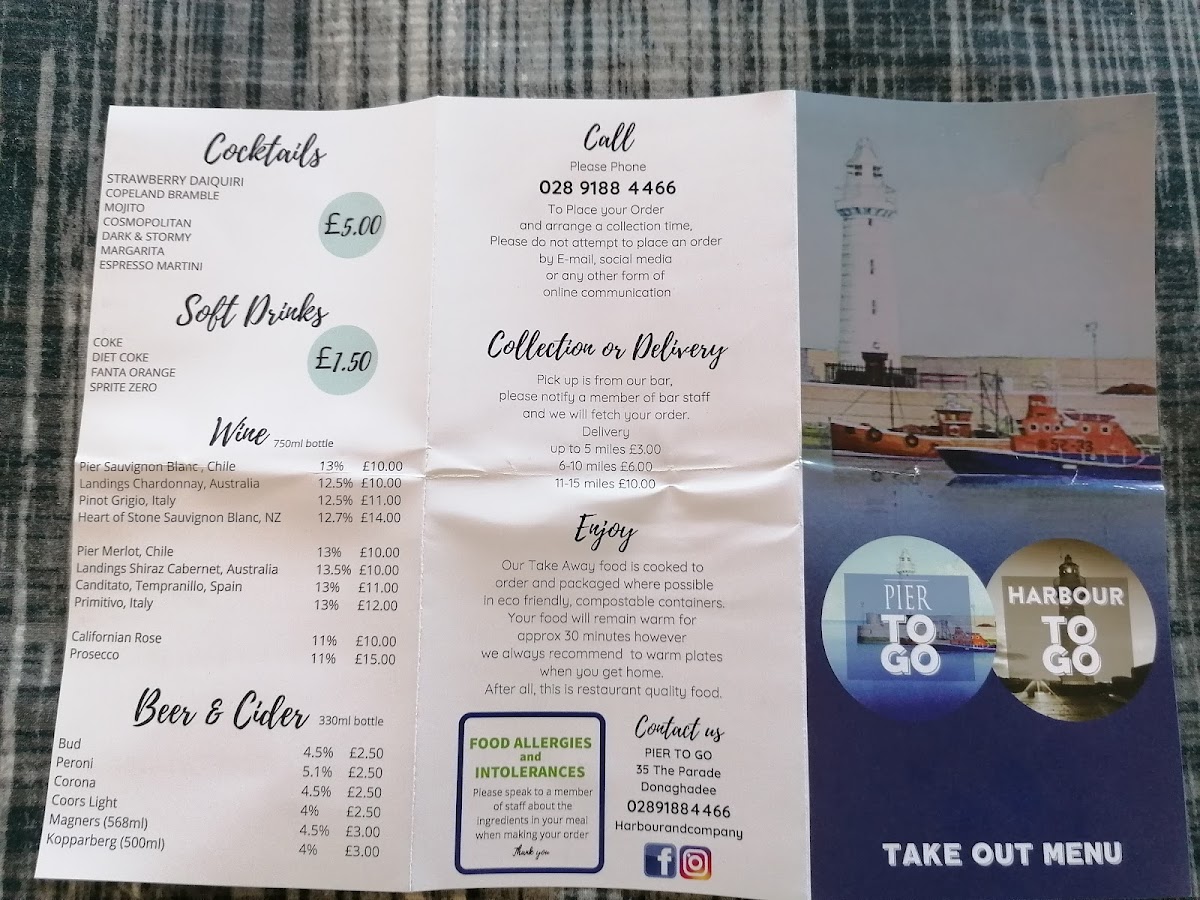 Cocktails
STRAWBERRY DAIQUIRI
COPELAND BRAMBLE
MOJITO
COSMOPOLITAN
DARK & STORMY
MARGARITA
ESPRESSO MARTINI
£5.00
Soft Drinks
COKE
DIET COKE
FANTA ORANGE
SPRITE ZERO
£1.50
Wine 750ml bottle
Pier Sauvignon Blanc , Chile 13% £10.00
Landings Chardonnay, Australia 12.5% £10.00
Pinot Grigio, Italy 12.5% £11.00
Heart of Stone Sauvignon Blanc, NZ 12.7% £14.00
Pier Merlot, Chile 13% £10.00
Landings Shiraz Cabernet, Australia 13.5% £10.00
Canditato, Tempranillo, Spain 13% £11.00
Primitivo, Italy 13% £12.00
Californian Rose 11% £10.00
Prosecco 11% £15.00
Beer & Cider 330ml bottle
Bud 4.5% £2.50
Peroni 5.1% £2.50
Corona 4.5% £2.50
Coors Light 4% £2.50
Magners (568ml) 4.5% £3.00
Kopparberg (500ml) 4% £3.00
Call
Please Phone
028 9188 4466
To Place your Order
and arrange a collection time,
Please do not attempt to place an order
by E-mail, social media
or any other form of
online communication
Collection or Delivery
Pick up is from our bar,
please notify a member of bar staff
and we will fetch your order.
Delivery
up to 5 miles £3.00
6-10 miles £6.00
11-15 miles £10.00
Enjoy
Our Take Away food is cooked to
order and packaged where possible
in eco friendly, compostable containers.
Your food will remain warm for
approx 30 minutes however
we always recommend to warm plates
when you get home.
After all, this is restaurant quality food.
FOOD ALLERGIES
and
INTOLERANCES
Please speak to a member
of staff about the
ingredients in your meal
when making your order
Thank you
Contact us
PIER TO GO
35 The Parade
Donaghadee
02891884466
Harbourandcompany
PIER
TO
GO
HARBOUR
TO
GO
TAKE OUT MENU